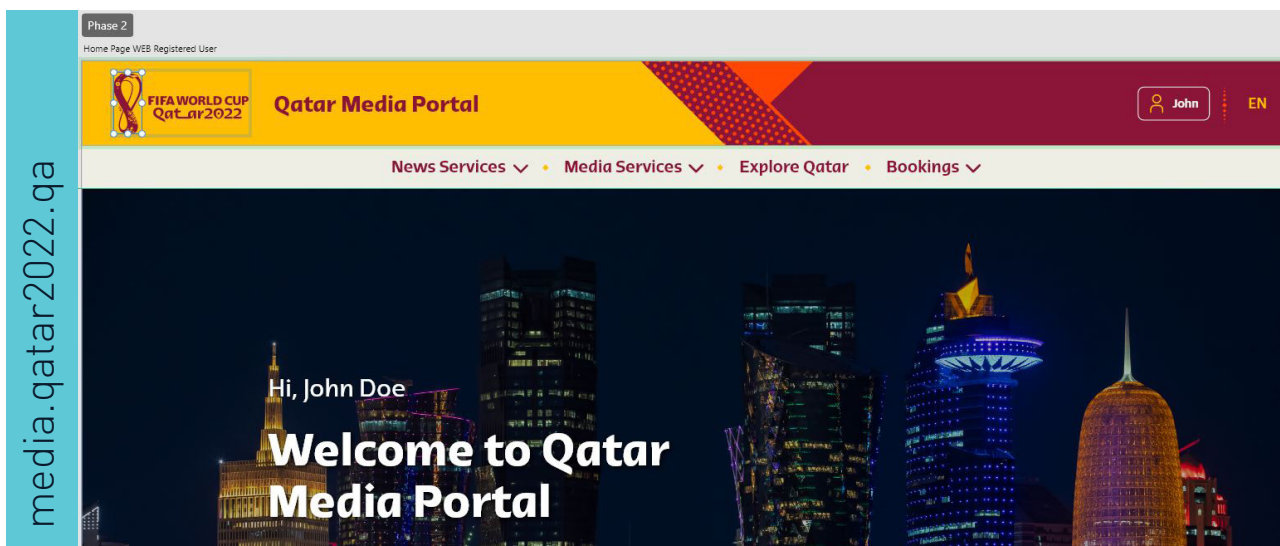 Phase 2
Home Page WEB Registered User
FIFA WORLD CUP
Qatar2022
Qatar Media Portal
John
EN
News Services
Media Services
Explore Qatar
Bookings
media.qatar2022.qa
Hi, John Doe
Welcome to Qatar
Media Portal